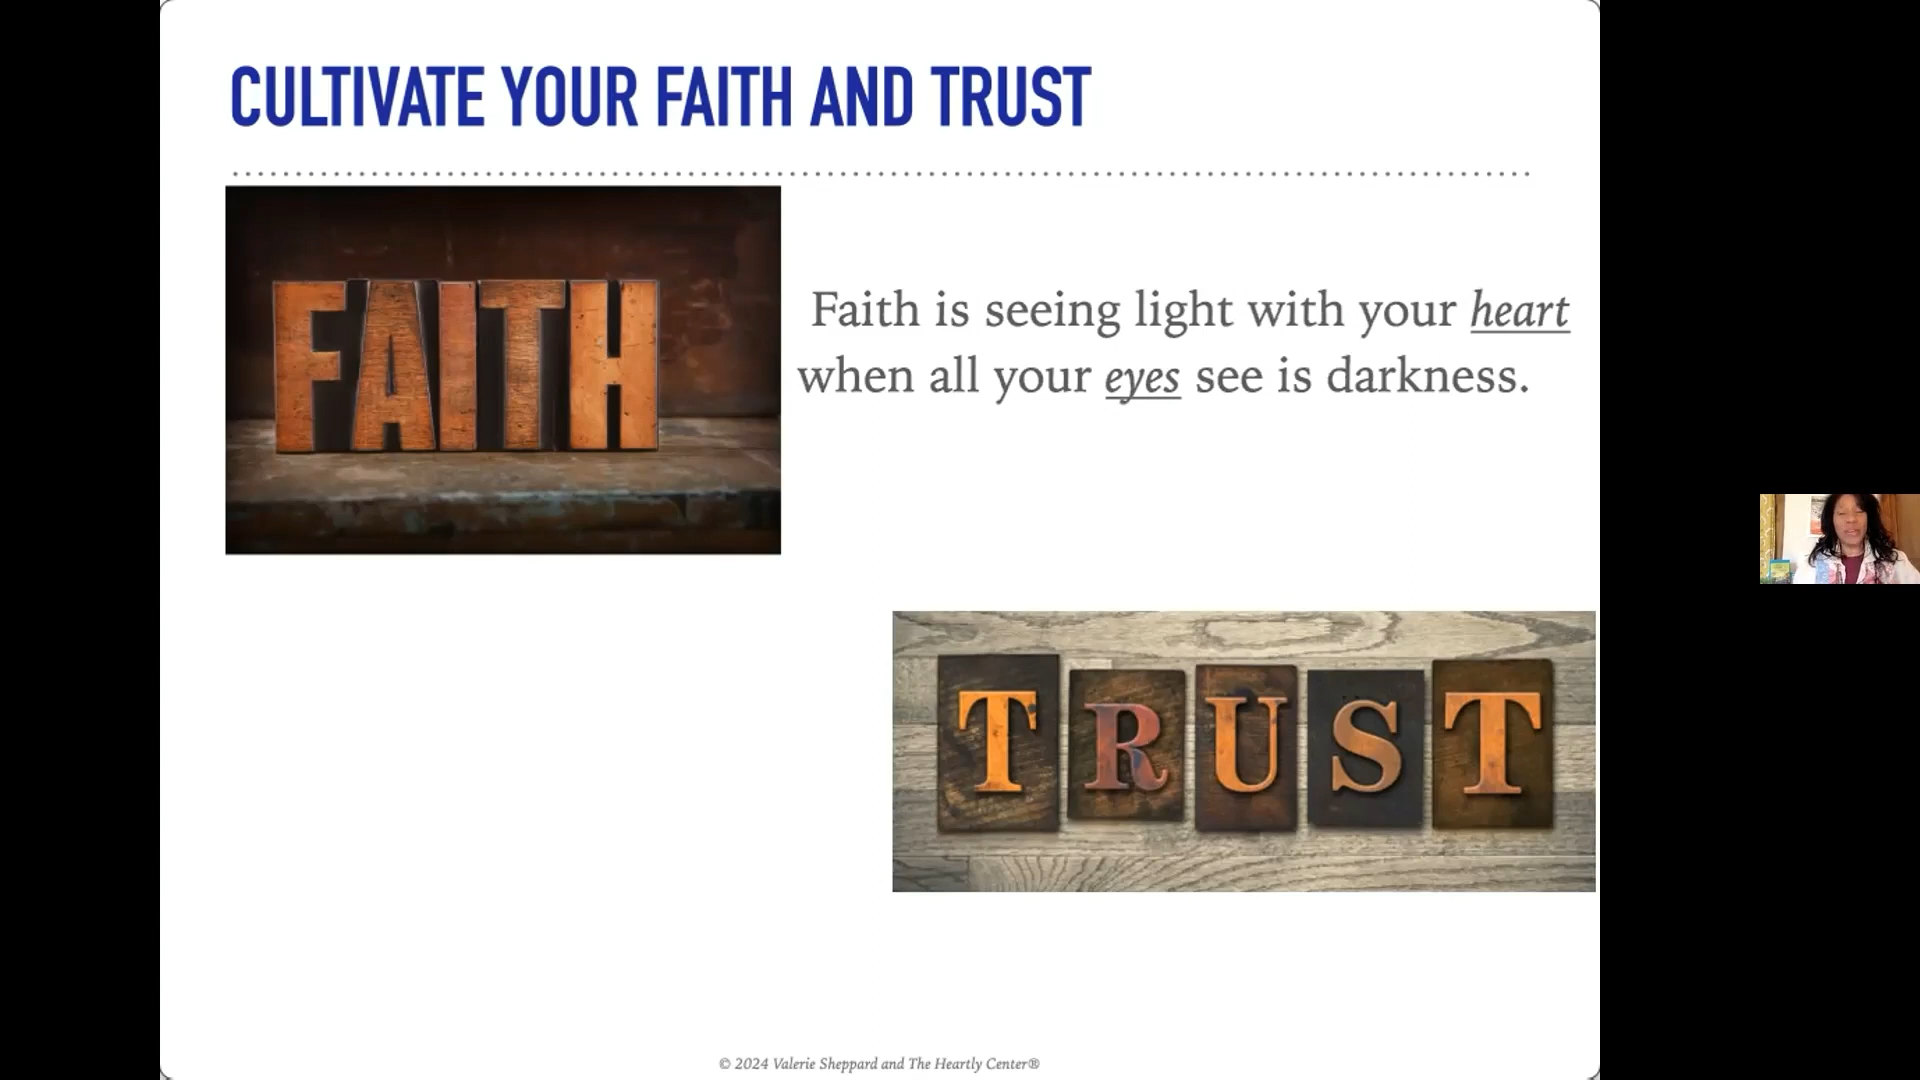 CULTIVATE YOUR FAITH AND TRUST
FAITH
Faith is seeing light with your heart
when all your eyes see is darkness.
TRUST
© 2024 Valerie Sheppard and The Heartly Center®